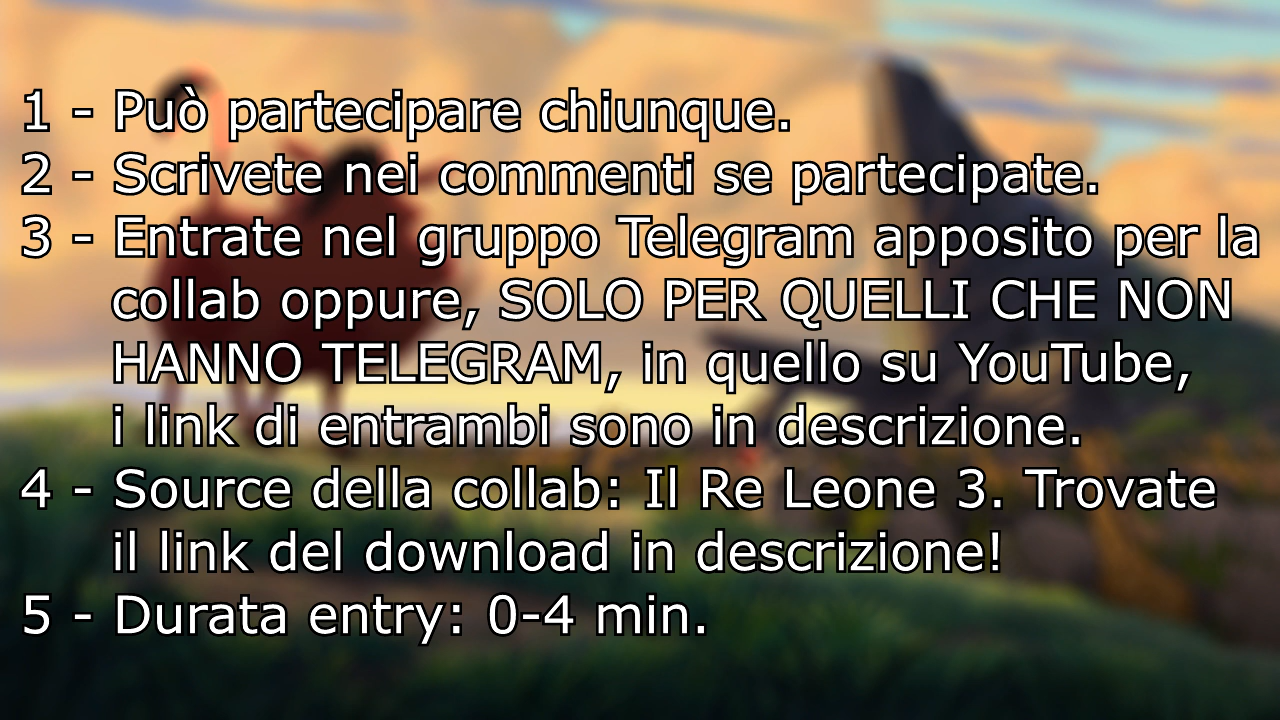 1 - Può partecipare chiunque.
2 - Scrivete nei commenti se partecipate.
3 - Entrate nel gruppo Telegram apposito per la
collab oppure, SOLO PER QUELLI CHE NON
HANNO TELEGRAM, in quello su YouTube,
i link di entrambi sono in descrizione.
4 - Source della collab: Il Re Leone 3. Trovate
il link del download in descrizione!
5 - Durata entry: 0-4 min.